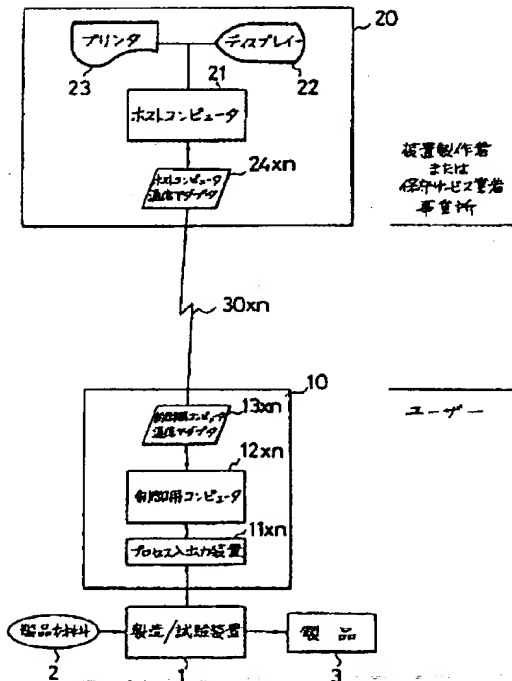 20
プリンタ
ディスプレイー
23
22
21
ホストコンピュータ
24xn
ホストコンピュータ
通信アダプタ
装置製作者
または
保守サービス業者
事業所
30xn
10
13xn
制御用コンピュータ
通信アダプタ
ユーザー
12xn
制御用コンピュータ
11xn
プロセス入出力装置
製品材料
製造/試験装置
製品
2
1
3